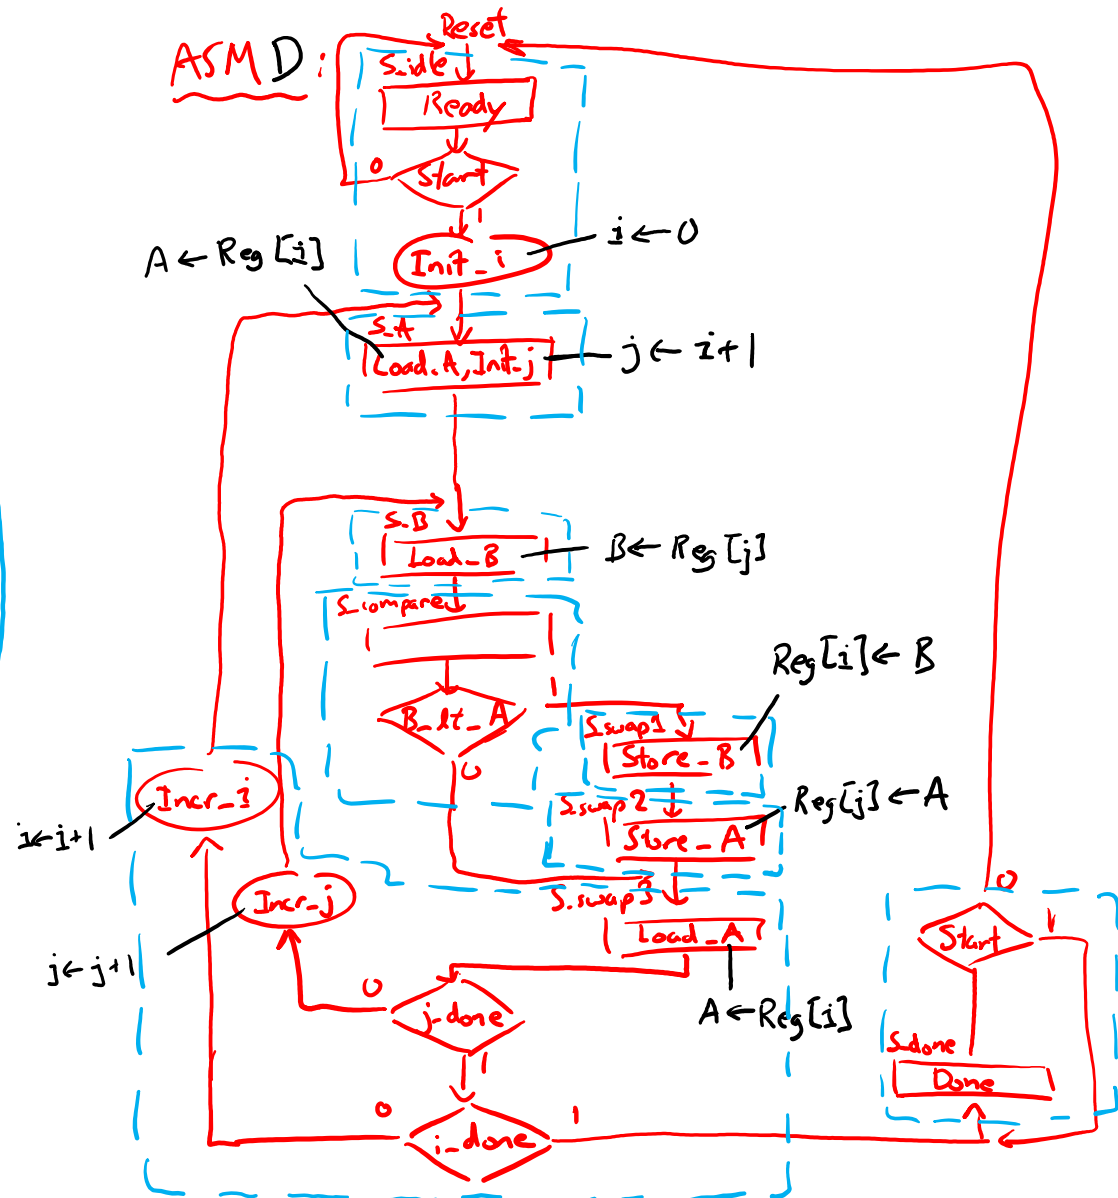 Reset
ASMD:
S_idle
Ready
0
Start
1
i ← 0
A ← Reg[i]
Init_i
S_A
Load_A, Init_j
j ← i+1
S_B
Load_B
B ← Reg[j]
S_compare
Reg[i] ← B
1
B_lt_A
S_swap1
Store_B
0
Incr_i
i ← i+1
S_swap2
Reg[j] ← A
Store_A
0
S_swap3
Incr_j
Load_A
Start
1
j ← j+1
0
j_done
A ← Reg[i]
1
S_done
Done
0
1
i_done